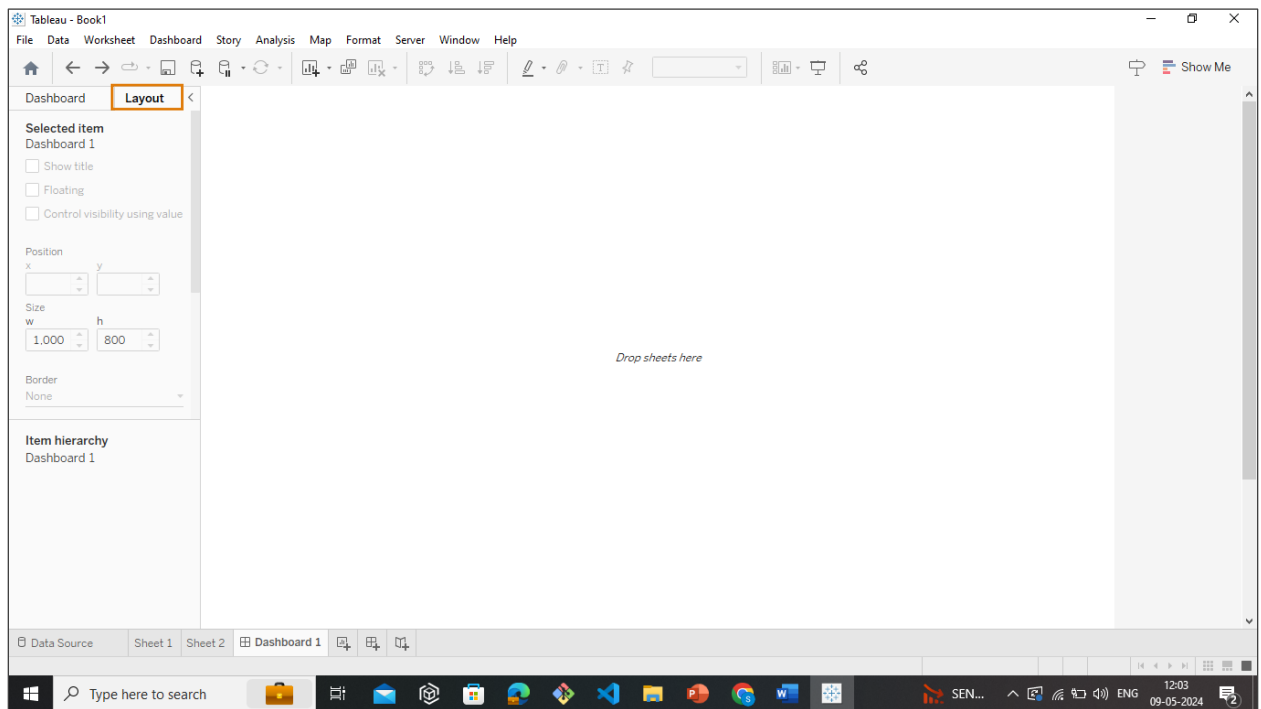 Tableau - Book1
File Data Worksheet Dashboard Story Analysis Map Format Server Window Help
Show Me
Dashboard Layout <
Selected item
Dashboard 1
Show title
Floating
Control visibility using value
Position
x y
Size
w h
1,000 800
Border
None
Item hierarchy
Dashboard 1
Drop sheets here
Data Source Sheet 1 Sheet 2 Dashboard 1
Type here to search
SEN... ENG 12:03
09-05-2024
2